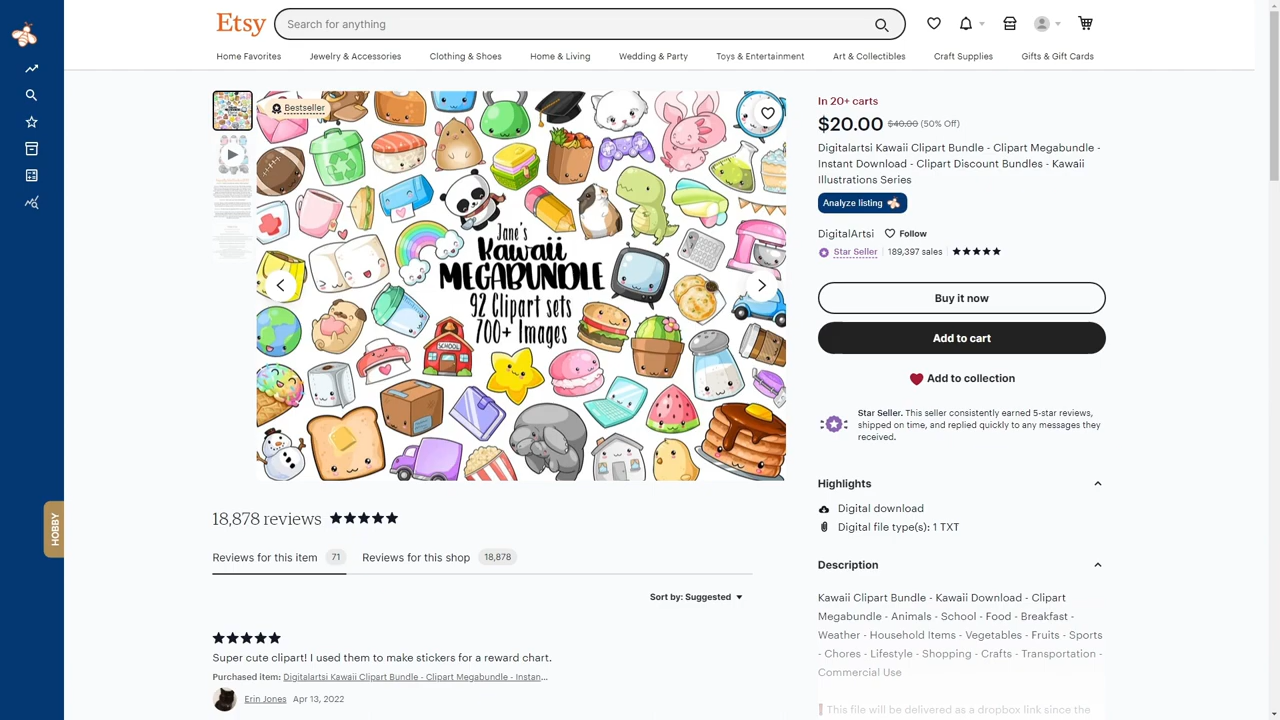 Etsy
Search for anything
Home Favorites
Jewelry & Accessories
Clothing & Shoes
Home & Living
Wedding & Party
Toys & Entertainment
Art & Collectibles
Craft Supplies
Gifts & Gift Cards
HOBBY
Bestseller
Jane's
Kawaii
MEGABUNDLE
92 Clipart sets
700+ Images
SCHOOL
18,878 reviews
Reviews for this item 71
Reviews for this shop 18,878
Sort by: Suggested
Super cute clipart! I used them to make stickers for a reward chart.
Purchased item: Digitalartsi Kawaii Clipart Bundle - Clipart Megabundle - Instan...
Erin Jones Apr 13, 2022
In 20+ carts
$20.00 $40.00 (50% Off)
Digitalartsi Kawaii Clipart Bundle - Clipart Megabundle -
Instant Download - Clipart Discount Bundles - Kawaii
Illustrations Series
Analyze listing
DigitalArtsi Follow
Star Seller 189,397 sales
Buy it now
Add to cart
Add to collection
Star Seller. This seller consistently earned 5-star reviews,
shipped on time, and replied quickly to any messages they
received.
Highlights
Digital download
Digital file type(s): 1 TXT
Description
Kawaii Clipart Bundle - Kawaii Download - Clipart
Megabundle - Animals - School - Food - Breakfast -
Weather - Household Items - Vegetables - Fruits - Sports
- Chores - Lifestyle - Shopping - Crafts - Transportation -
Commercial Use
This file will be delivered as a dropbox link since the